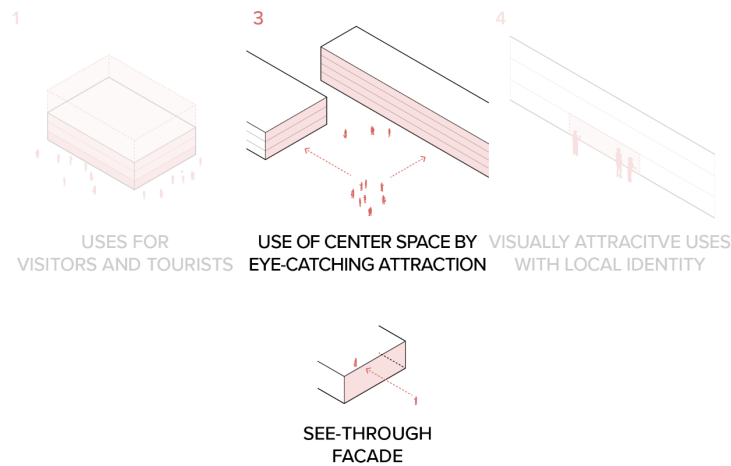 1
3
4
USES FOR
VISITORS AND TOURISTS
USE OF CENTER SPACE BY
EYE-CATCHING ATTRACTION
VISUALLY ATTRACITVE USES
WITH LOCAL IDENTITY
SEE-THROUGH
FACADE